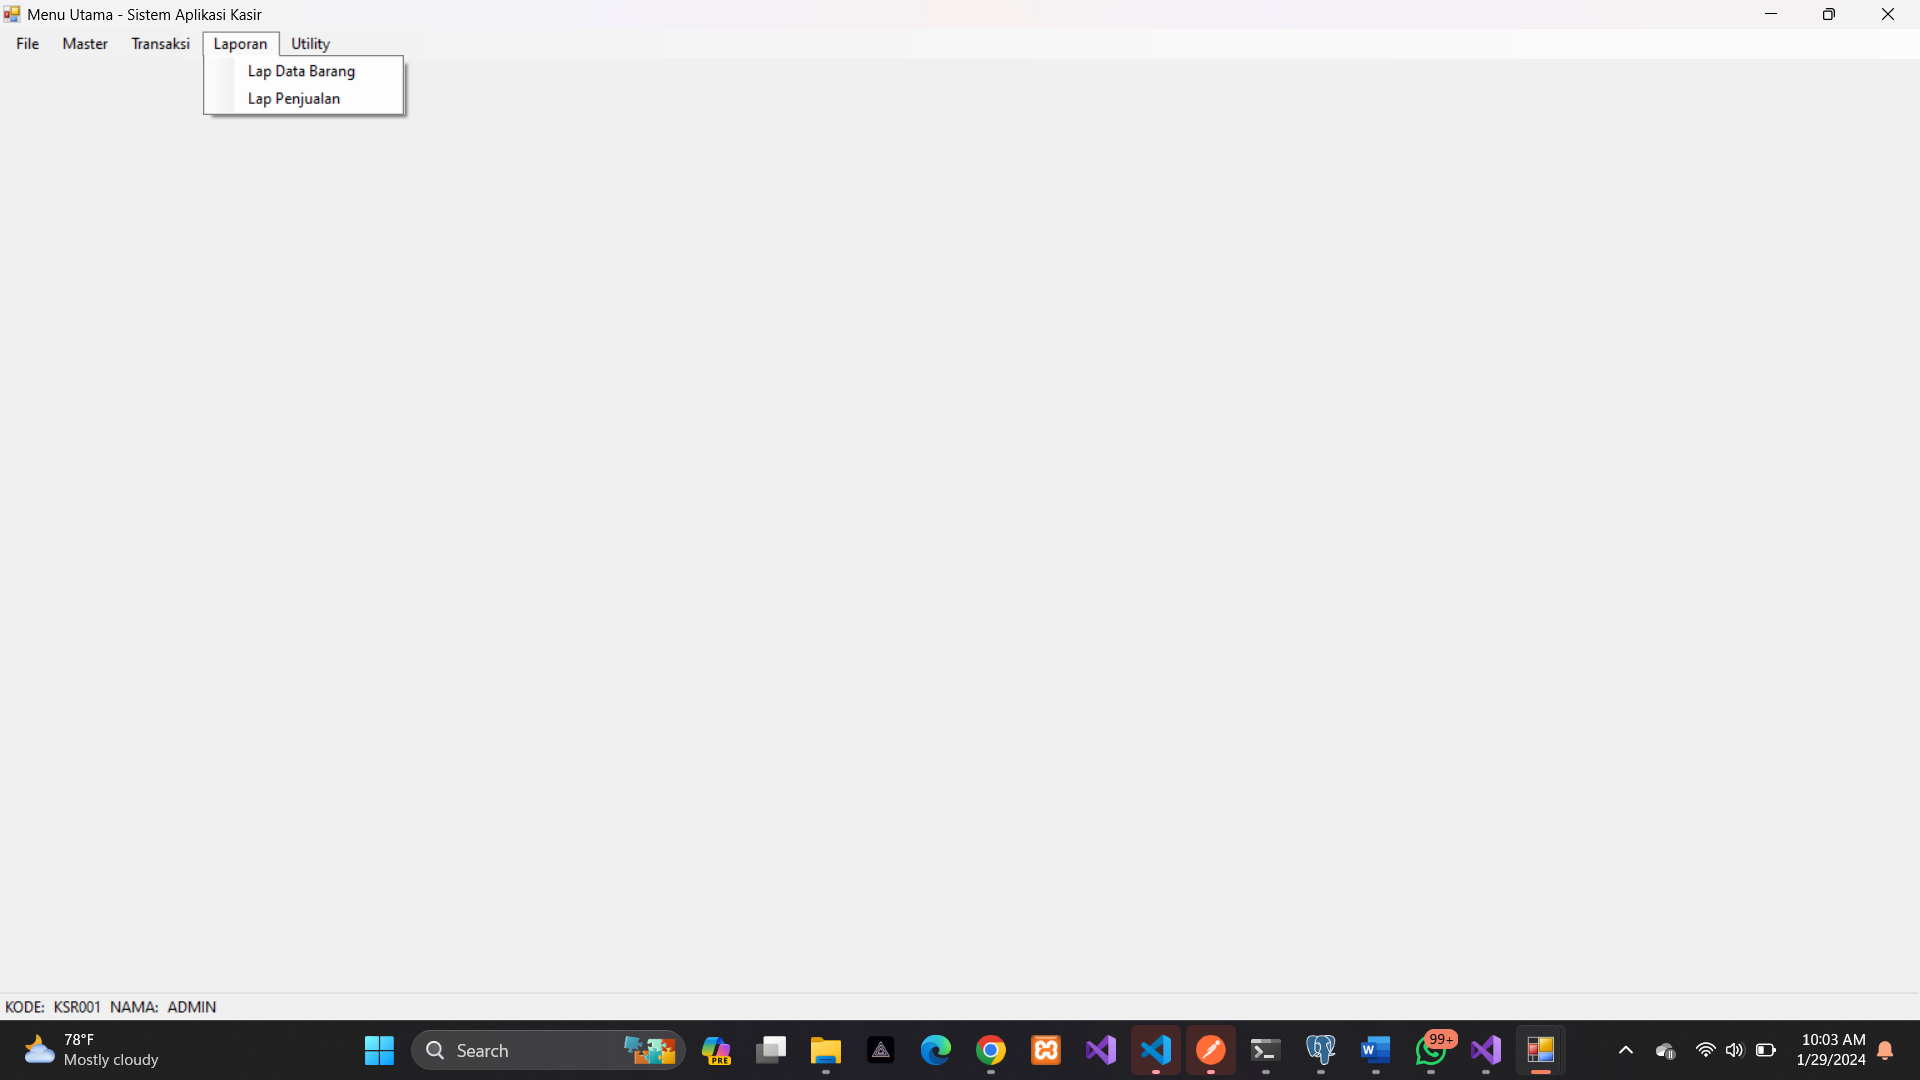 Menu Utama - Sistem Aplikasi Kasir
File Master Transaksi Laporan Utility
Lap Data Barang
Lap Penjualan
KODE: KSR001 NAMA: ADMIN
78°F
Mostly cloudy
Search
PRE
99+
10:03 AM
1/29/2024